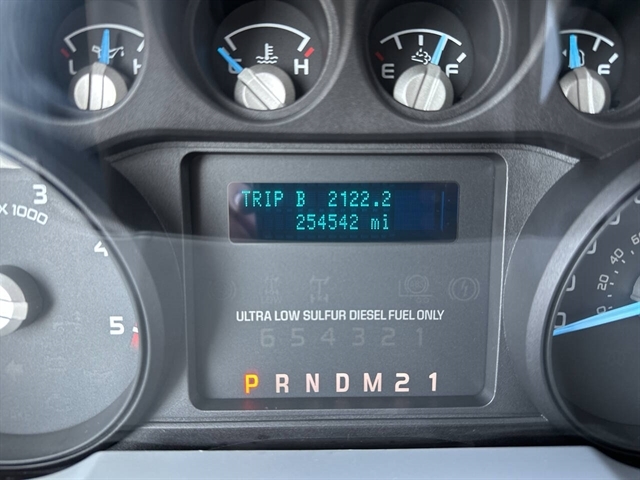 L H
C H
E F
F
TRIP B 2122.2
254542 mi
3
X 1000
4
5
ULTRA LOW SULFUR DIESEL FUEL ONLY
6 5 4 3 2 1
P R N D M 2 1
20
40